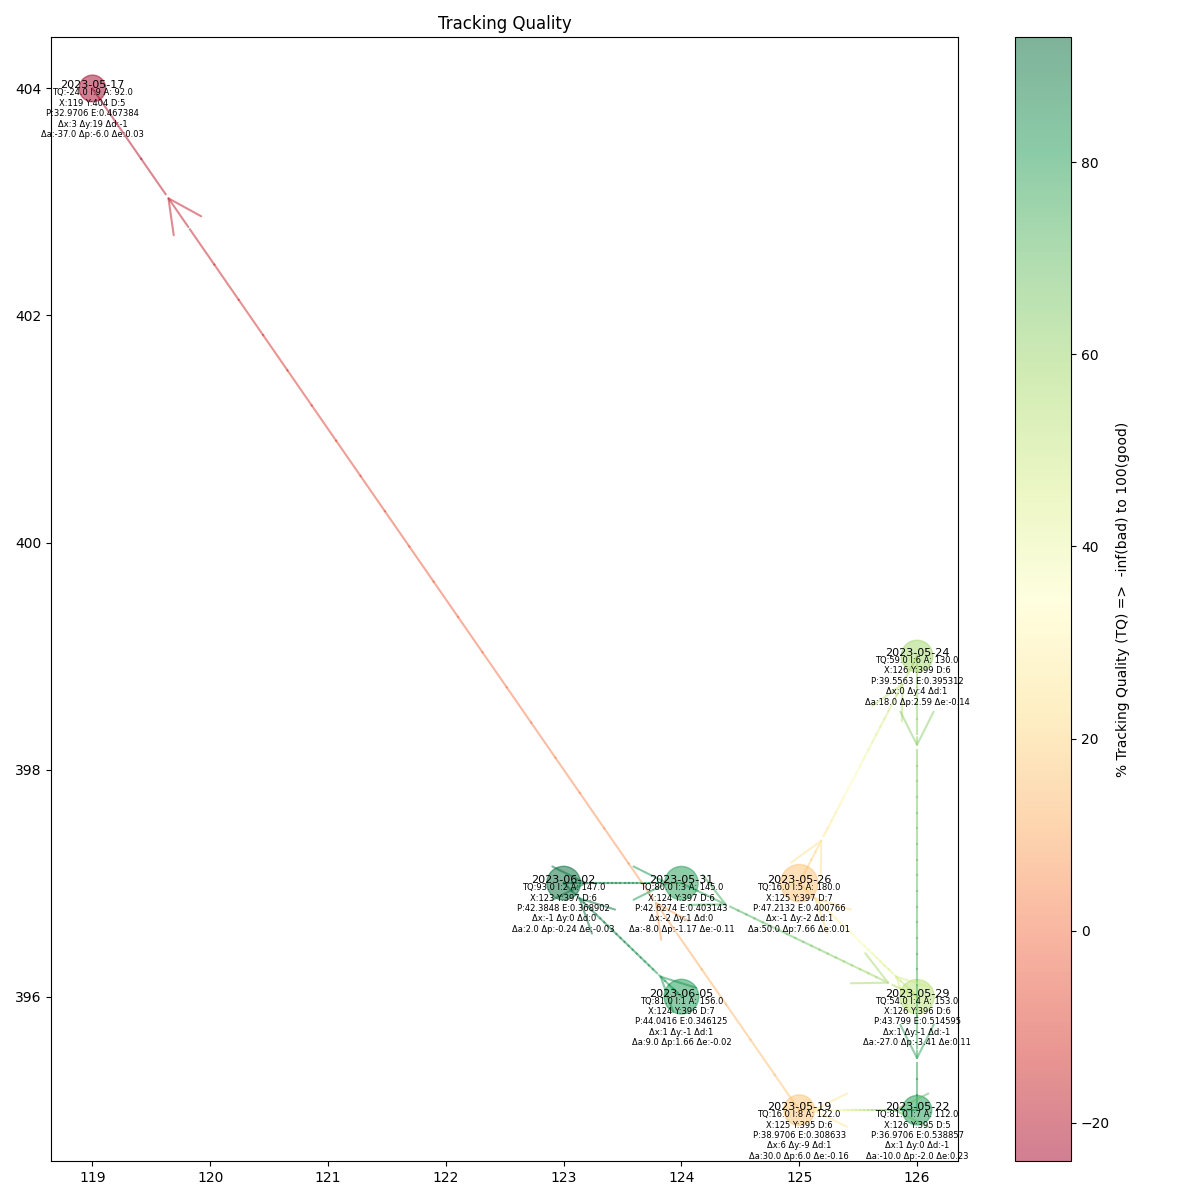 Tracking Quality
404
402
400
398
396
2023-05-17
TQ:-24.0 I:9 A: 92.0
X:119 Y:404 D:5
P:32.9706 E:0.467384
Δx:3 Δy:19 Δd:-1
Δa:-37.0 Δp:-6.0 Δe:0.03
2023-05-24
TQ:59.0 I:6 A: 130.0
X:126 Y:399 D:6
P:39.5563 E:0.395312
Δx:0 Δy:4 Δd:1
Δa:18.0 Δp:2.59 Δe:-0.14
2023-06-02
TQ:93.0 I:2 A: 147.0
X:123 Y:397 D:6
P:42.3848 E:0.368902
Δx:-1 Δy:0 Δd:0
Δa:2.0 Δp:-0.24 Δe:-0.03
2023-05-31
TQ:80.0 I:3 A: 145.0
X:124 Y:397 D:6
P:42.6274 E:0.403143
Δx:-2 Δy:1 Δd:0
Δa:-8.0 Δp:-1.17 Δe:-0.11
2023-05-26
TQ:16.0 I:5 A: 180.0
X:125 Y:397 D:7
P:47.2132 E:0.400766
Δx:-1 Δy:-2 Δd:1
Δa:50.0 Δp:7.66 Δe:0.01
2023-06-05
TQ:81.0 I:1 A: 156.0
X:124 Y:396 D:7
P:44.0416 E:0.346125
Δx:1 Δy:-1 Δd:1
Δa:9.0 Δp:1.66 Δe:-0.02
2023-05-29
TQ:54.0 I:4 A: 153.0
X:126 Y:396 D:6
P:43.799 E:0.514595
Δx:1 Δy:-1 Δd:-1
Δa:-27.0 Δp:-3.41 Δe:0.11
2023-05-19
TQ:16.0 I:8 A: 122.0
X:125 Y:395 D:6
P:38.9706 E:0.308633
Δx:6 Δy:-9 Δd:1
Δa:30.0 Δp:6.0 Δe:-0.16
2023-05-22
TQ:81.0 I:7 A: 112.0
X:126 Y:395 D:5
P:36.9706 E:0.538857
Δx:1 Δy:0 Δd:-1
Δa:-10.0 Δp:-2.0 Δe:0.23
119 120 121 122 123 124 125 126
80
60
40
20
0
−20
% Tracking Quality (TQ) => -inf(bad) to 100(good)